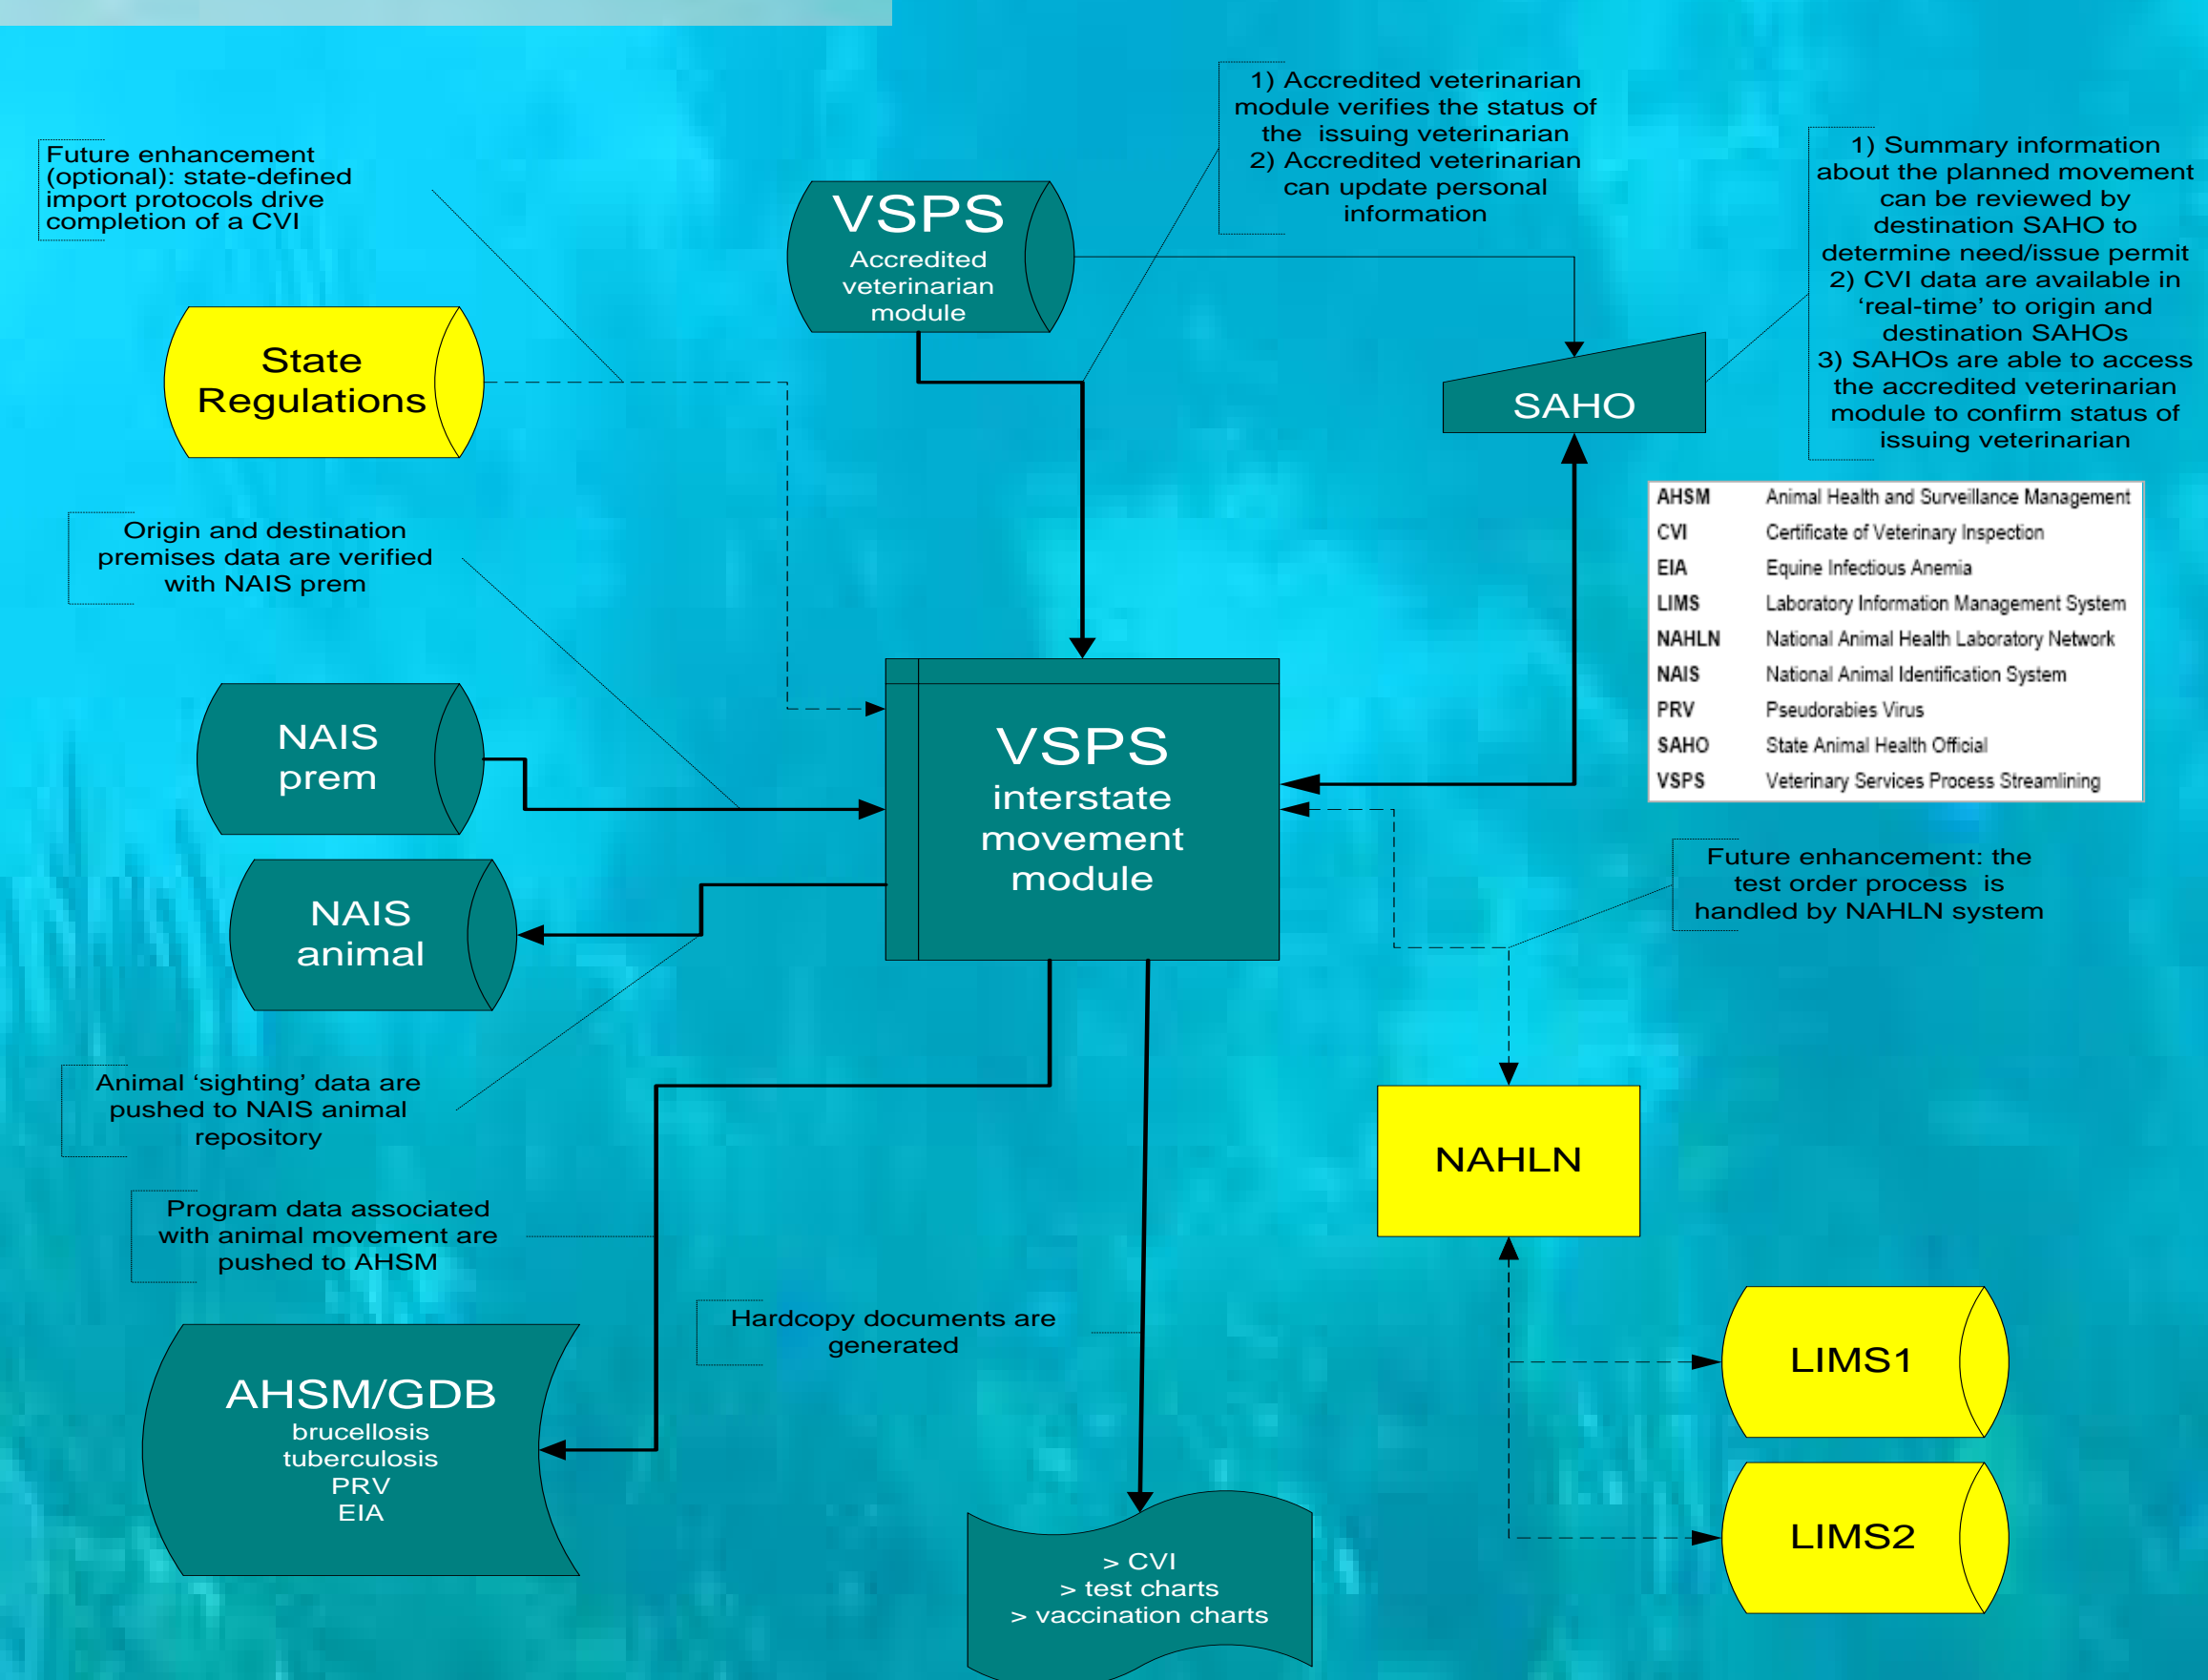 1) Accredited veterinarian
module verifies the status of
the issuing veterinarian
2) Accredited veterinarian
can update personal
information
Future enhancement
(optional): state-defined
import protocols drive
completion of a CVI
1) Summary information
about the planned movement
can be reviewed by
destination SAHO to
determine need/issue permit
2) CVI data are available in
‘real-time’ to origin and
destination SAHOs
3) SAHOs are able to access
the accredited veterinarian
module to confirm status of
issuing veterinarian
VSPS
Accredited
veterinarian
module
State
Regulations
SAHO
AHSM Animal Health and Surveillance Management
CVI Certificate of Veterinary Inspection
EIA Equine Infectious Anemia
LIMS Laboratory Information Management System
NAHLN National Animal Health Laboratory Network
NAIS National Animal Identification System
PRV Pseudorabies Virus
SAHO State Animal Health Official
VSPS Veterinary Services Process Streamlining
Origin and destination
premises data are verified
with NAIS prem
NAIS
prem
VSPS
interstate
movement
module
NAIS
animal
Future enhancement: the
test order process is
handled by NAHLN system
Animal ‘sighting’ data are
pushed to NAIS animal
repository
NAHLN
Program data associated
with animal movement are
pushed to AHSM
Hardcopy documents are
generated
LIMS1
AHSM/GDB
brucellosis
tuberculosis
PRV
EIA
LIMS2
> CVI
> test charts
> vaccination charts